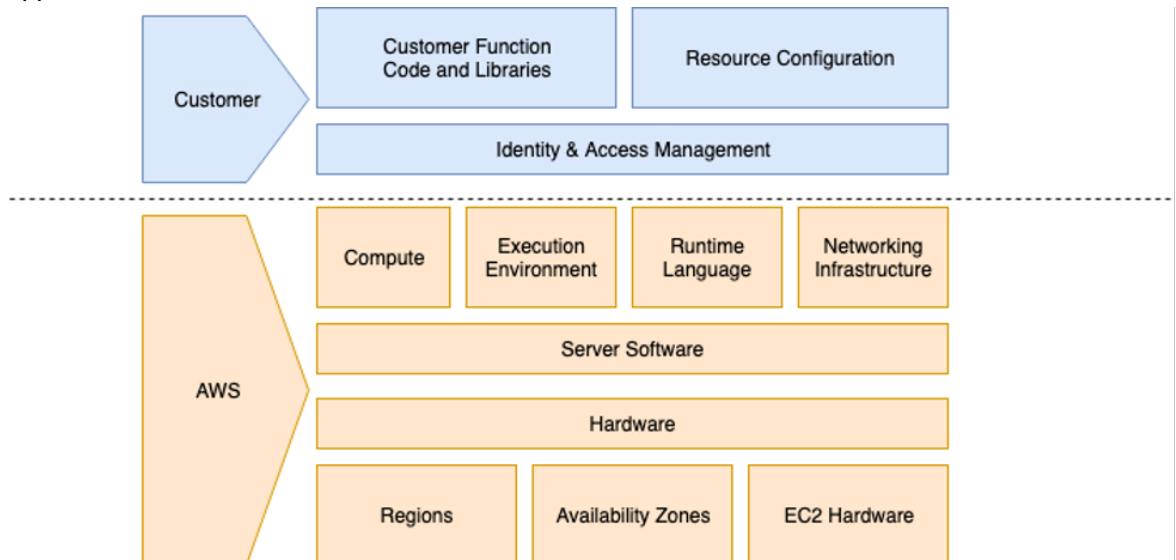 Customer
Customer Function
Code and Libraries
Resource Configuration
Identity & Access Management
AWS
Compute
Execution
Environment
Runtime
Language
Networking
Infrastructure
Server Software
Hardware
Regions
Availability Zones
EC2 Hardware